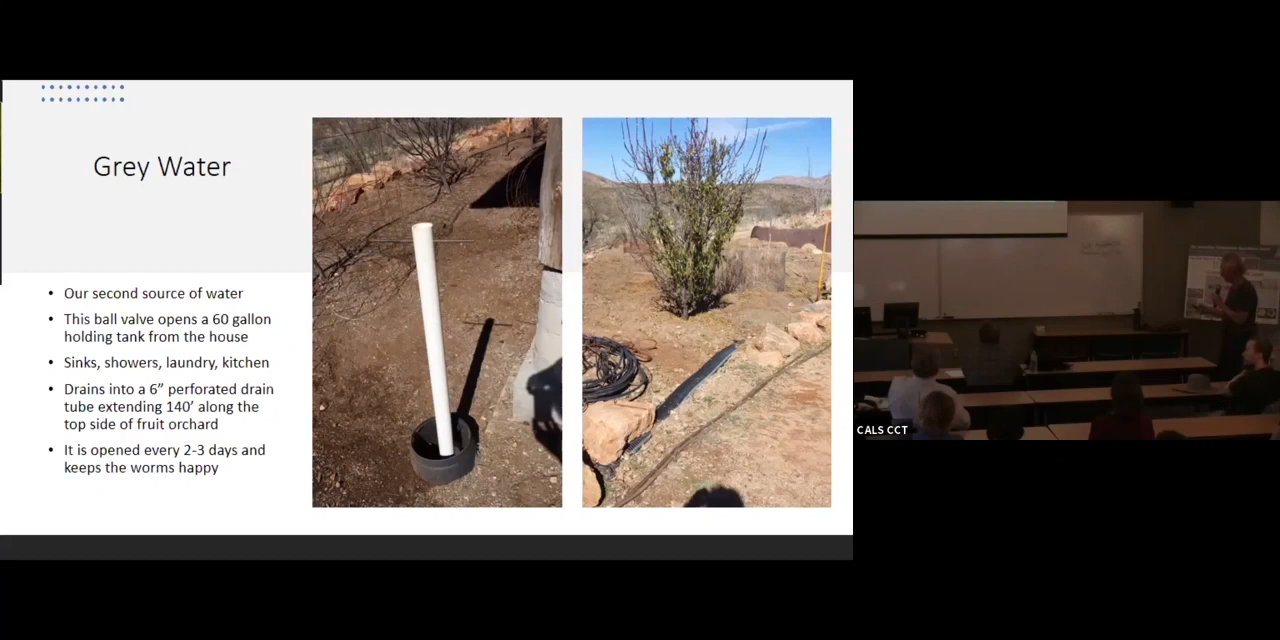 Grey Water
• Our second source of water
• This ball valve opens a 60 gallon
holding tank from the house
• Sinks, showers, laundry, kitchen
• Drains into a 6” perforated drain
tube extending 140’ along the
top side of fruit orchard
• It is opened every 2-3 days and
keeps the worms happy
CALS CCT